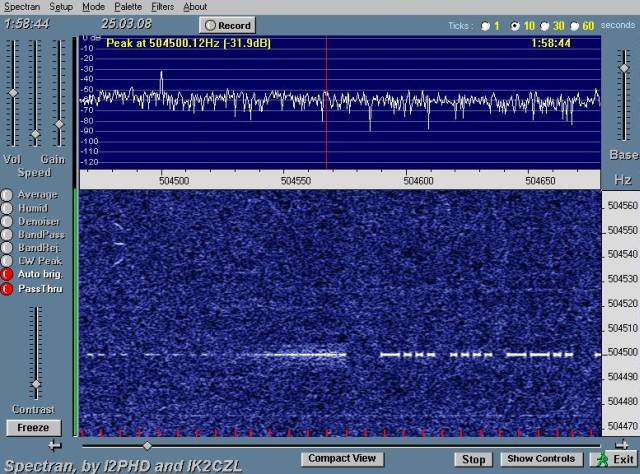 Spectran Setup Mode Palette Filters About
1:58:44 25.03.08 Record Ticks : 1 10 30 60 seconds
0 dB Peak at 504500.12Hz (-31.9dB) 1:58:44
-10
-20
-30
-40
-50
-60
-70
-80
-90
-100
-110
-120
Vol Gain
Speed
Base
504500 504550 504600 504650 Hz
Average
Humid
Denoiser
BandPass
BandRej.
CW Peak
Auto brig.
PassThru
504560
504550
504540
504530
504520
504510
504500
504490
504480
504470
Contrast
Freeze
Spectran, by I2PHD and IK2CZL
Compact View Stop Show Controls Exit